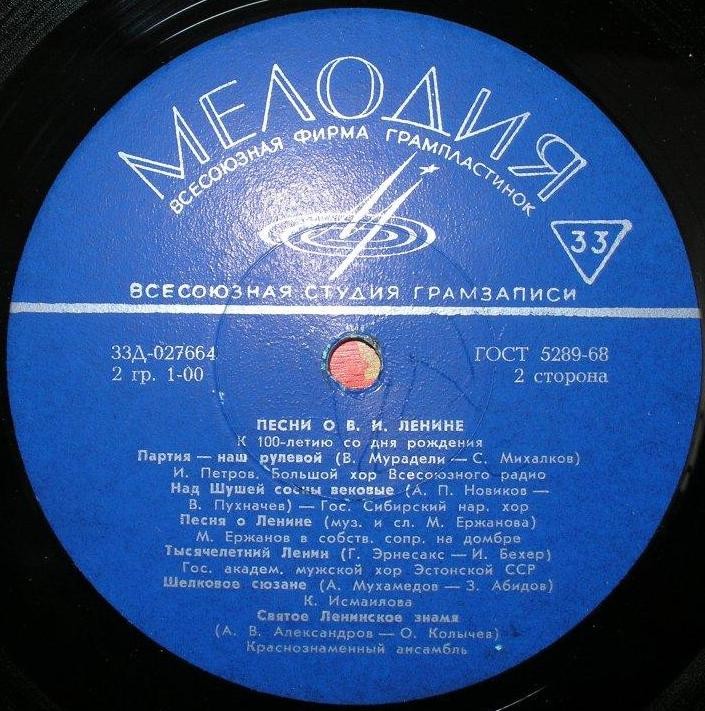 МЕЛОДИЯ
ВСЕСОЮЗНАЯ ФИРМА ГРАМПЛАСТИНОК
33
ВСЕСОЮЗНАЯ СТУДИЯ ГРАМЗАПИСИ
33Д-027664
ГОСТ 5289-68
2 гр. 1-00
2 сторона
ПЕСНИ О В. И. ЛЕНИНЕ
К 100-летию со дня рождения
Партия — наш рулевой (В. Мурадели — С. Михалков)
И. Петров. Большой хор Всесоюзного радио
Над Шушей сосны вековые (А. П. Новиков —
В. Пухначев) — Гос. Сибирский нар. хор
Песня о Ленине (муз. и сл. М. Ержанова)
М. Ержанов в собств. сопр. на домбре
Тысячелетний Ленин (Г. Эрнесакс — И. Бехер)
Гос. академ. мужской хор Эстонской ССР
Шелковое сюзане (А. Мухамедов — З. Абидов)
К. Исмаилова
Святое Ленинское знамя
(А. В. Александров — О. Колычев)
Краснознаменный ансамбль